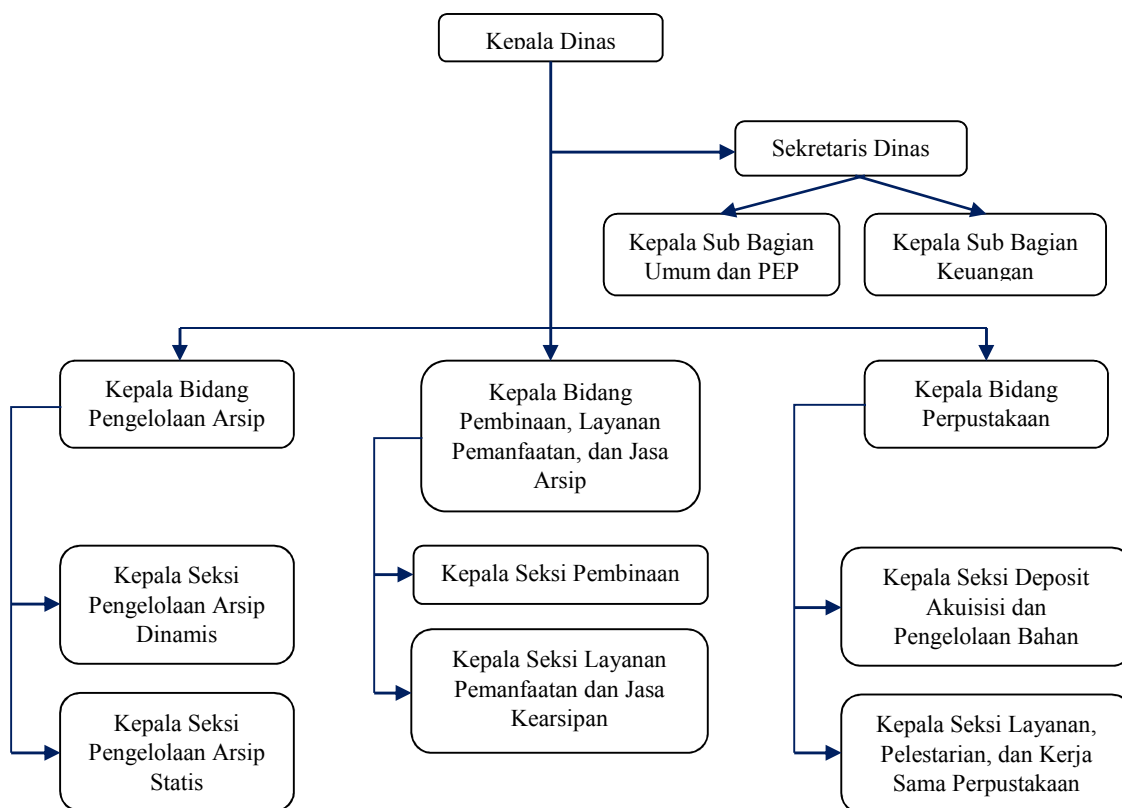 Kepala Dinas
Sekretaris Dinas
Kepala Sub Bagian
Umum dan PEP
Kepala Sub Bagian
Keuangan
Kepala Bidang
Pengelolaan Arsip
Kepala Bidang
Pembinaan, Layanan
Pemanfaatan, dan Jasa
Arsip
Kepala Bidang
Perpustakaan
Kepala Seksi
Pengelolaan Arsip
Dinamis
Kepala Seksi Pembinaan
Kepala Seksi Deposit
Akuisisi dan
Pengelolaan Bahan
Kepala Seksi
Pengelolaan Arsip
Statis
Kepala Seksi Layanan
Pemanfaatan dan Jasa
Kearsipan
Kepala Seksi Layanan,
Pelestarian, dan Kerja
Sama Perpustakaan